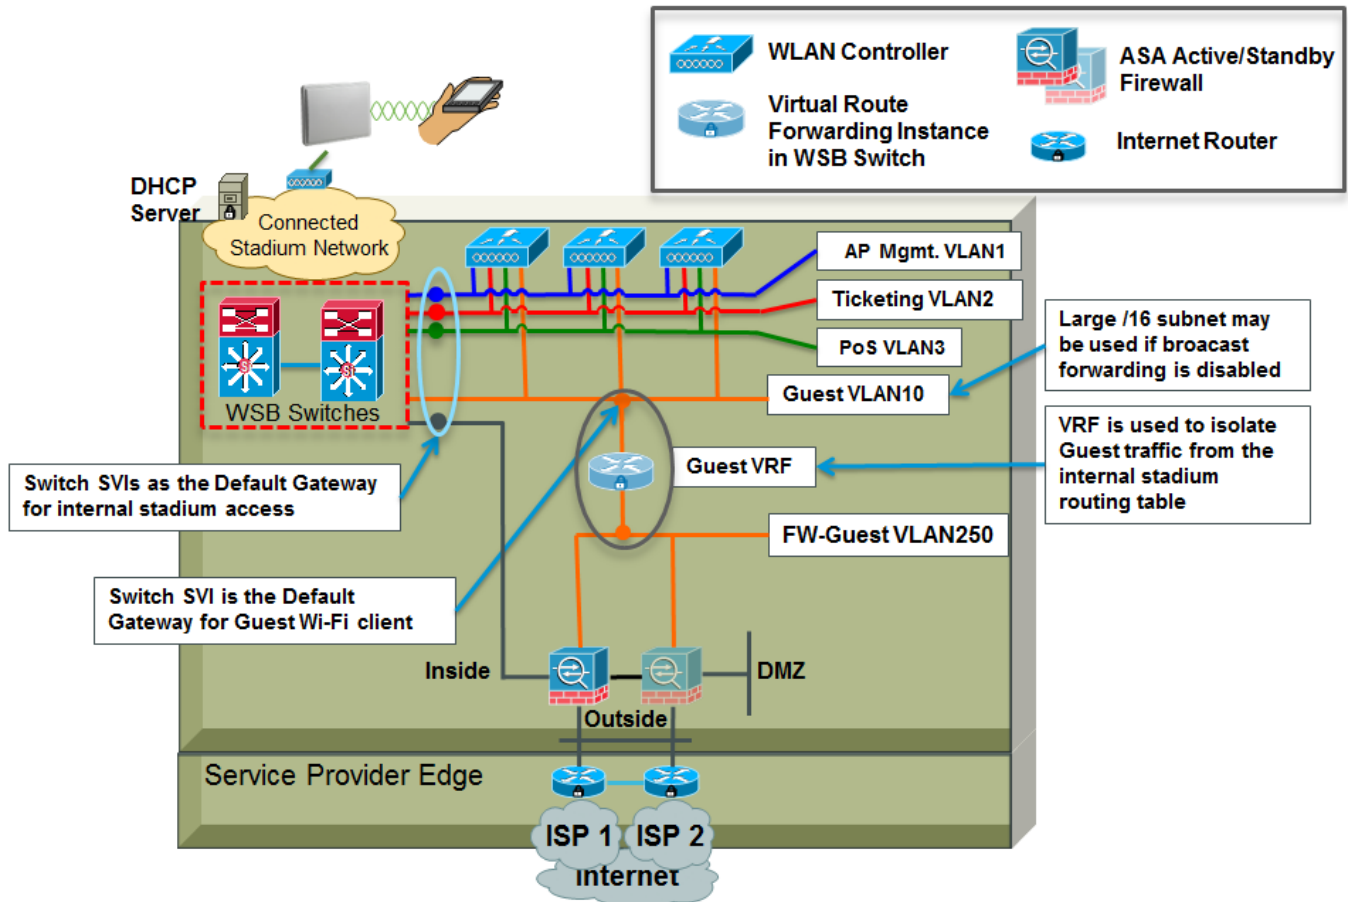 WLAN Controller
Virtual Route
Forwarding Instance
in WSB Switch
ASA Active/Standby
Firewall
Internet Router
DHCP
Server
Connected
Stadium Network
AP Mgmt. VLAN1
Ticketing VLAN2
PoS VLAN3
Guest VLAN10
Large /16 subnet may
be used if broacast
forwarding is disabled
S
S
WSB Switches
Guest VRF
VRF is used to isolate
Guest traffic from the
internal stadium
routing table
Switch SVIs as the Default Gateway
for internal stadium access
FW-Guest VLAN250
Switch SVI is the Default
Gateway for Guest Wi-Fi client
Inside
DMZ
Outside
Service Provider Edge
ISP 1
ISP 2
Internet